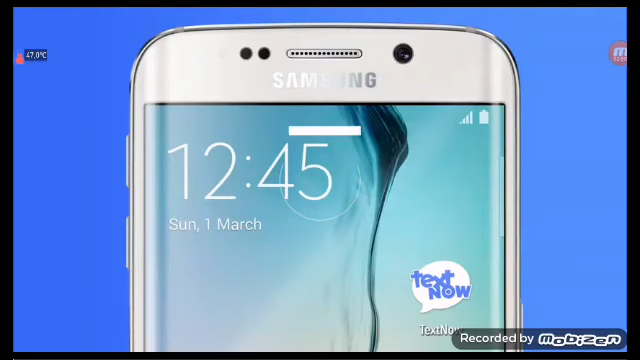 47,0°C
SAMSUNG
12:45
Sun, 1 March
text
NOW
TextNow
Recorded by mobizen